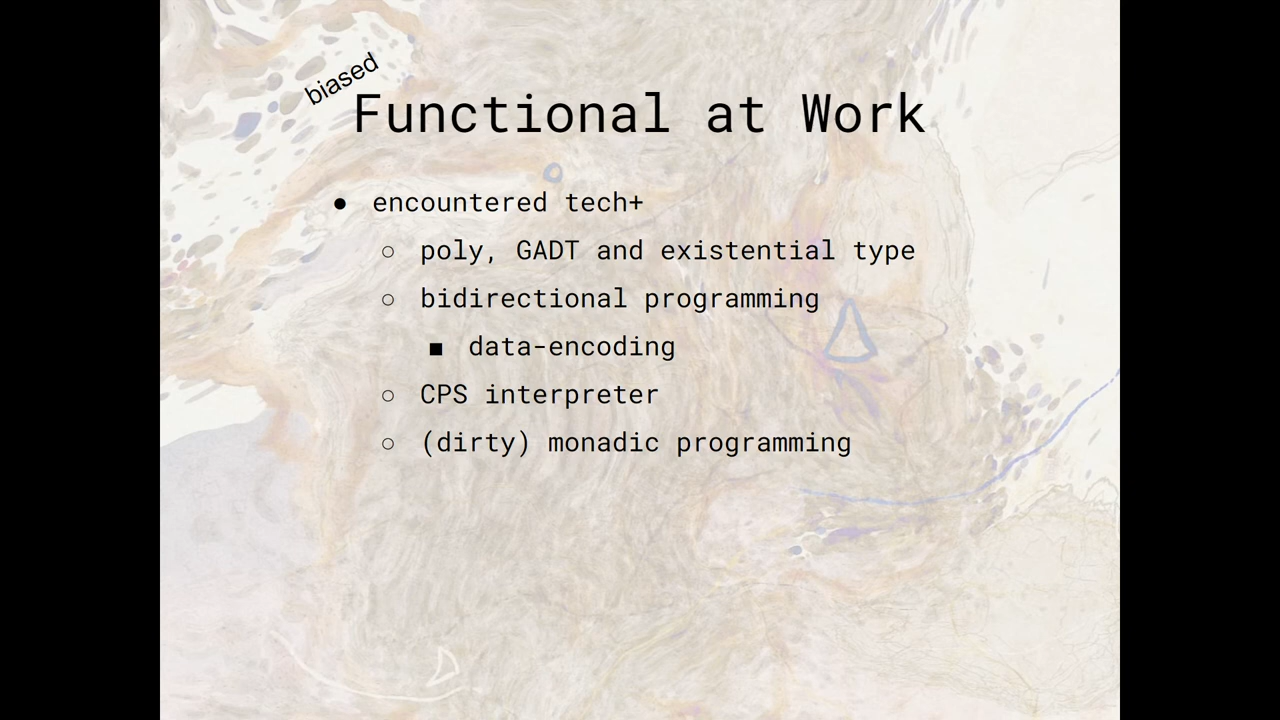 biased
Functional at Work
● encountered tech+
○ poly, GADT and existential type
○ bidirectional programming
■ data-encoding
○ CPS interpreter
○ (dirty) monadic programming